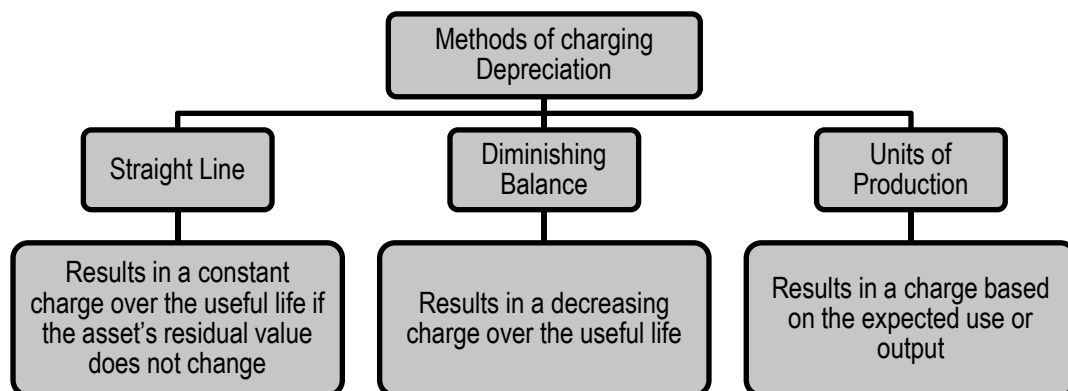 Methods of charging
Depreciation
Straight Line
Diminishing
Balance
Units of
Production
Results in a constant
charge over the useful life if
the asset's residual value
does not change
Results in a decreasing
charge over the useful life
Results in a charge based
on the expected use or
output